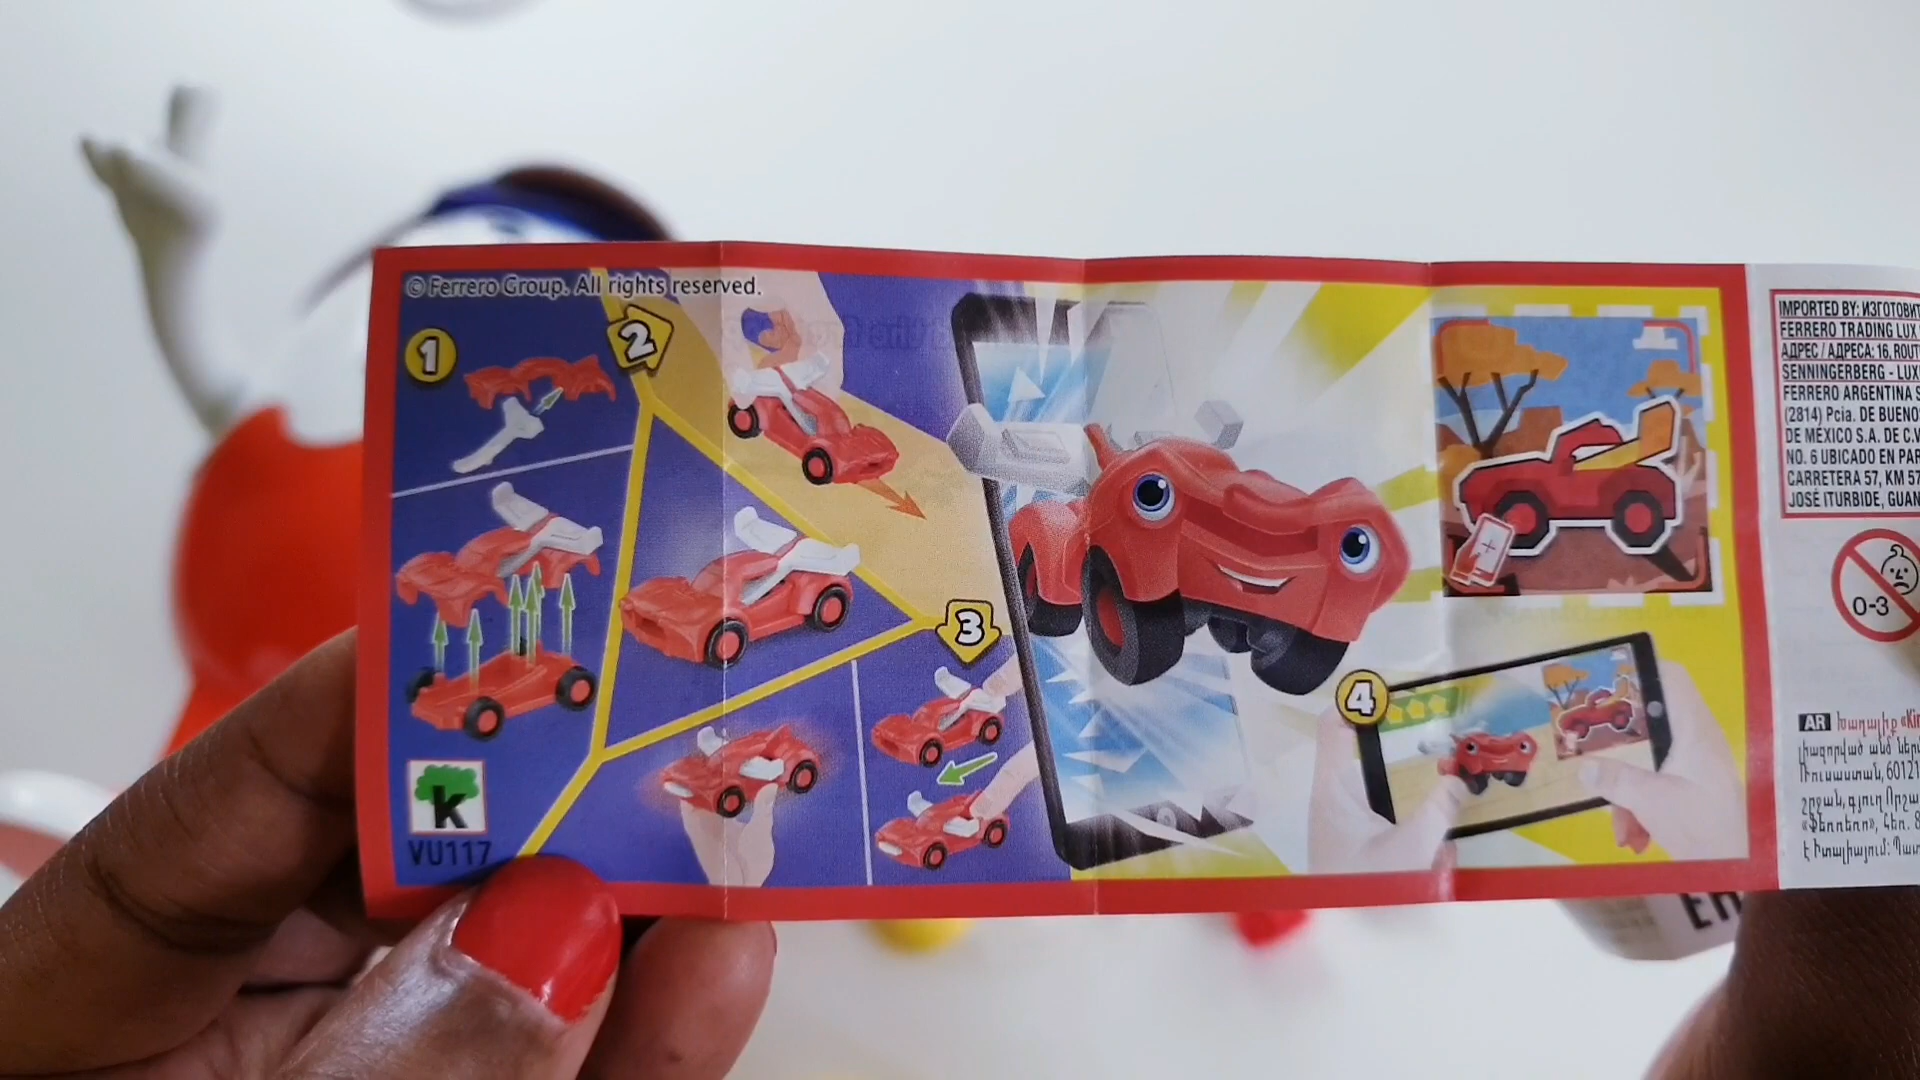 © Ferrero Group. All rights reserved.
1
2
3
4
K
VU117
IMPORTED BY: ИЗГОТОВИТ
FERRERO TRADING LUX
АДРЕС / АДРЕСА: 16, ROUT
SENNINGERBERG - LUX
FERRERO ARGENTINA S
(2814) Pcia. DE BUENO
DE MÉXICO S.A. DE C.V
NO. 6 UBICADO EN PAR
CARRETERA 57, KM 57
JOSÉ ITURBIDE, GUAN
0-3
AR Խաղալիք «Kin